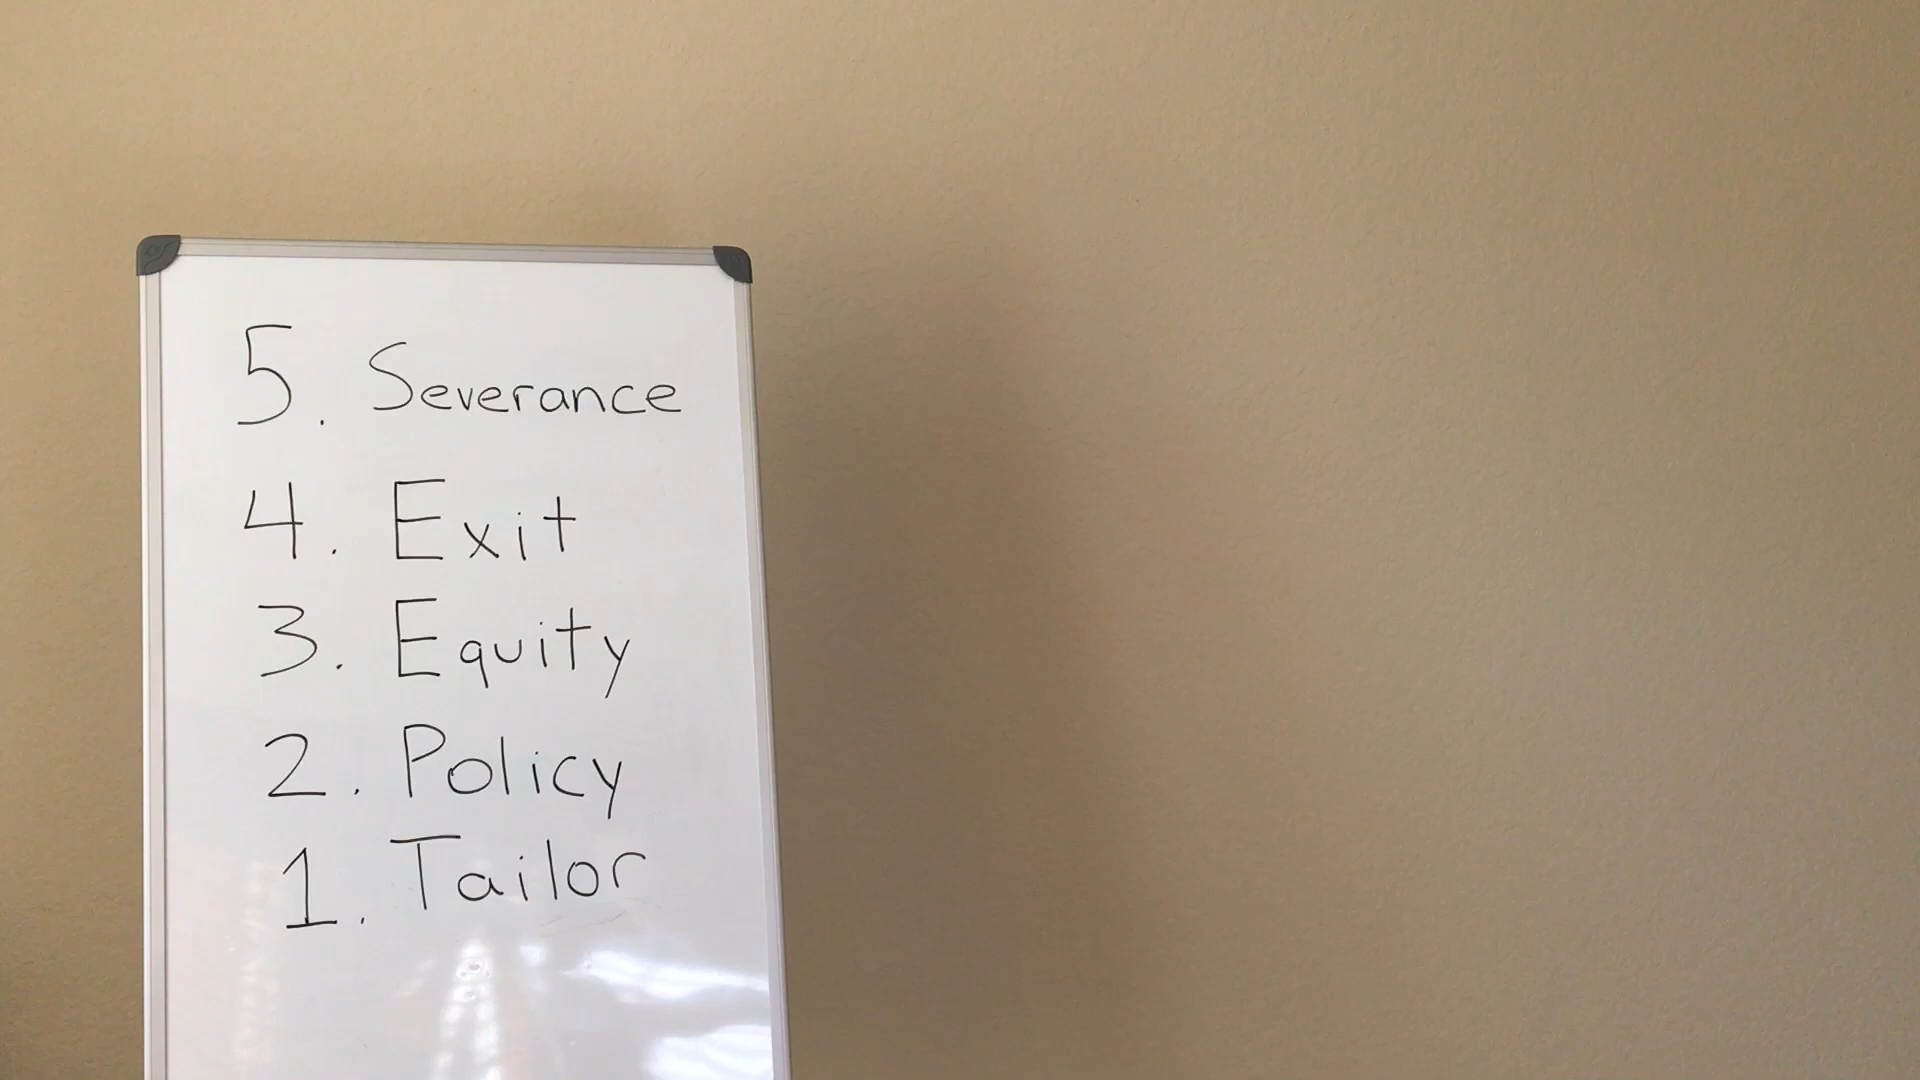 5. Severance
4. Exit
3. Equity
2. Policy
1. Tailor